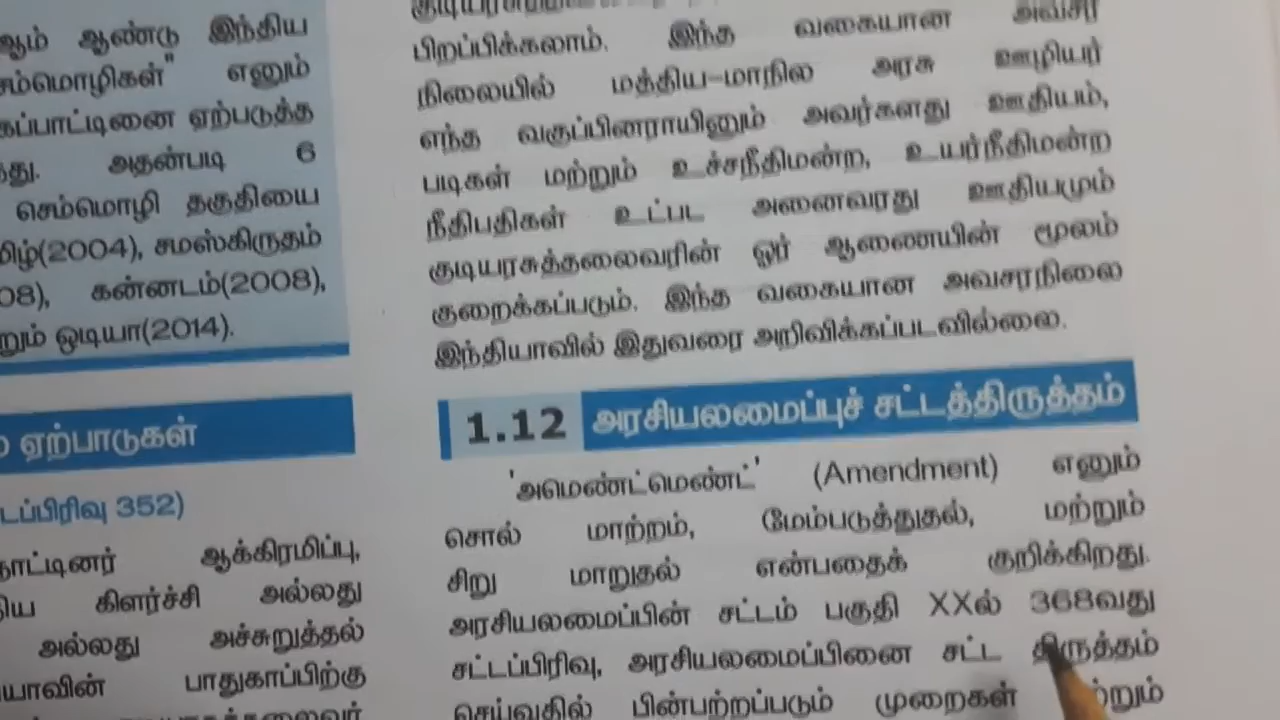 ஆம் ஆண்டு இந்திய
செம்மொழிகள்" எனும்
ஏற்படுத்த
அதன்படி 6
செம்மொழி தகுதியை
(2004), சமஸ்கிருதம்
கன்னடம்(2008),
ஒடியா(2014).
ஏற்பாடுகள்
352)
ஆக்கிரமிப்பு,
கிளர்ச்சி அல்லது
அல்லது அச்சுறுத்தல்
பாதுகாப்பிற்கு
பிறப்பிக்கலாம். இந்த வகையான அவசர
நிலையில் மத்திய-மாநில அரசு ஊழியர்
எந்த வகுப்பினராயினும் அவர்களது ஊதியம்,
படிகள் மற்றும் உச்சநீதிமன்ற, உயர்நீதிமன்ற
நீதிபதிகள் உட்பட அனைவரது ஊதியமும்
குடியரசுத்தலைவரின் ஓர் ஆணையின் மூலம்
குறைக்கப்படும். இந்த வகையான அவசரநிலை
இந்தியாவில் இதுவரை அறிவிக்கப்படவில்லை.
1.12 அரசியலமைப்புச் சட்டத்திருத்தம்
'அமெண்ட்மெண்ட்' (Amendment) எனும்
சொல் மாற்றம், மேம்படுத்துதல், மற்றும்
சிறு மாறுதல் என்பதைக் குறிக்கிறது.
அரசியலமைப்பின் சட்டம் பகுதி XXல் 368வது
சட்டப்பிரிவு, அரசியலமைப்பினை சட்ட திருத்தம்
செய்வதில் பின்பற்றப்படும் முறைகள்